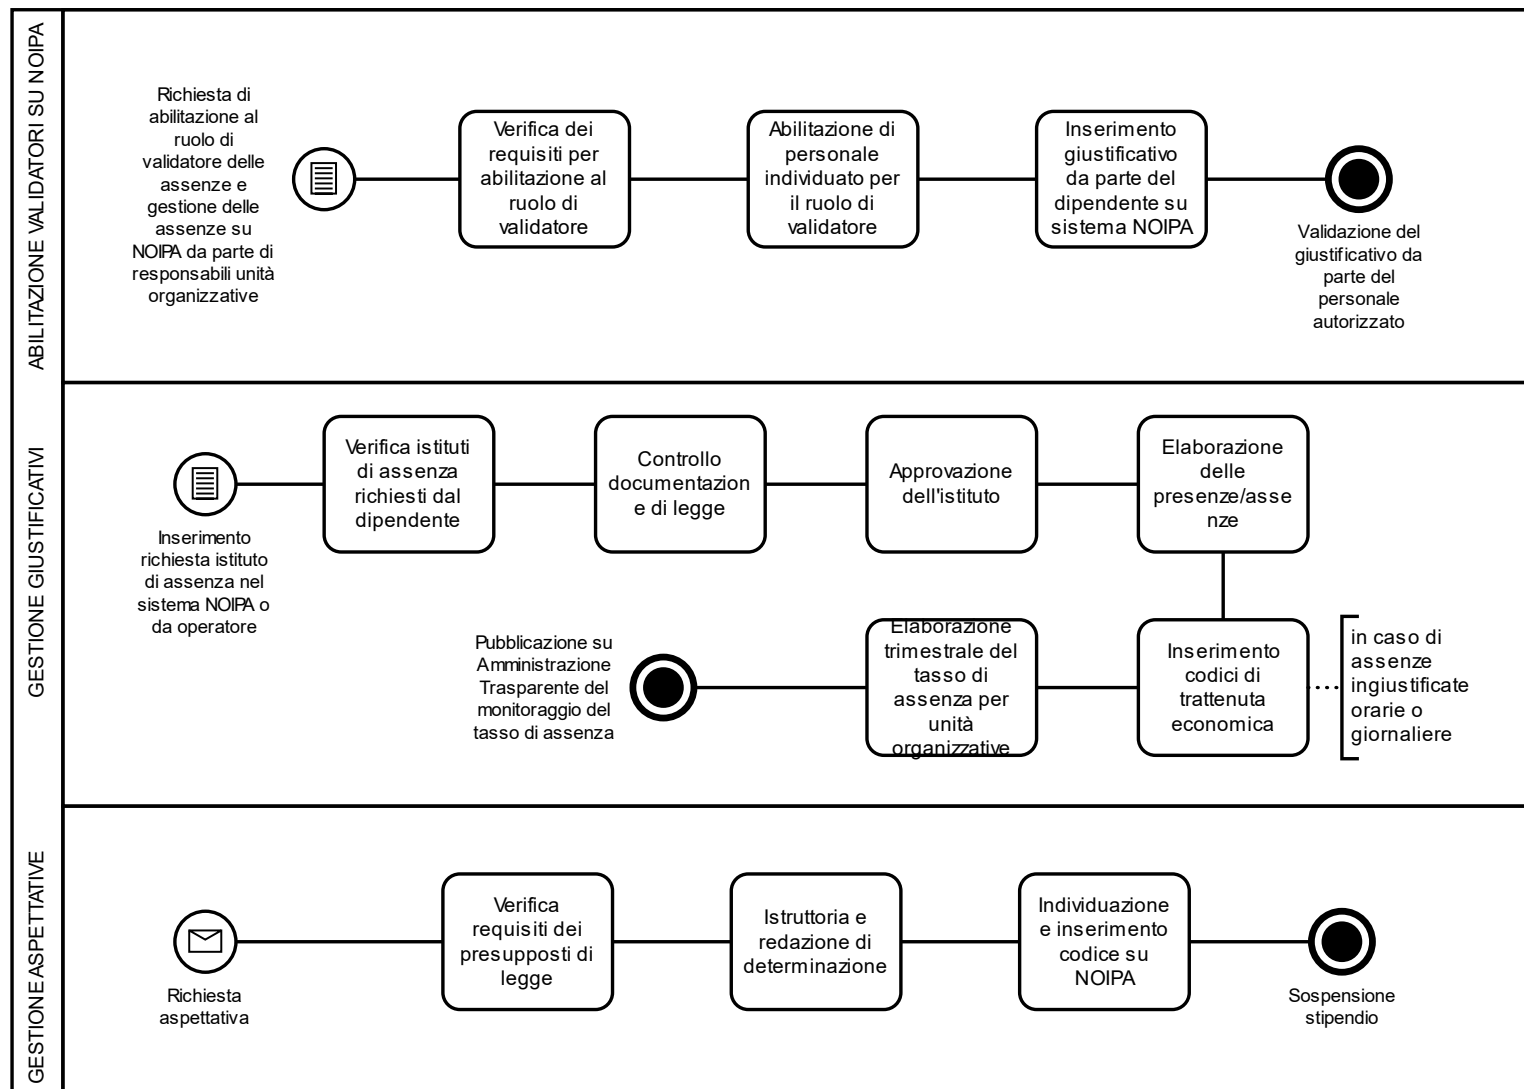 ABILITAZIONE VALIDATORI SU NOIPA
Richiesta di
abilitazione al
ruolo di
validatore delle
assenze e
gestione delle
assenze su
NOIPA da parte di
responsabili unità
organizzative
Verifica dei
requisiti per
abilitazione al
ruolo di
validatore
Abilitazione di
personale
individuato per
il ruolo di
validatore
Inserimento
giustificativo
da parte del
dipendente su
sistema NOIPA
Validazione del
giustificativo da
parte del
personale
autorizzato
GESTIONE GIUSTIFICATIVI
Inserimento
richiesta istituto
di assenza nel
sistema NOIPA o
da operatore
Verifica istituti
di assenza
richiesti dal
dipendente
Controllo
documentazion
e di legge
Approvazione
dell'istituto
Elaborazione
delle
presenze/asse
nze
Inserimento
codici di
trattenuta
economica
in caso di
assenze
ingiustificate
orarie o
giornaliere
Elaborazione
trimestrale del
tasso di
assenza per
unità
organizzative
Pubblicazione su
Amministrazione
Trasparente del
monitoraggio del
tasso di assenza
GESTIONE ASPETTATIVE
Richiesta
aspettativa
Verifica
requisiti dei
presupposti di
legge
Istruttoria e
redazione di
determinazione
Individuazione
e inserimento
codice su
NOIPA
Sospensione
stipendio